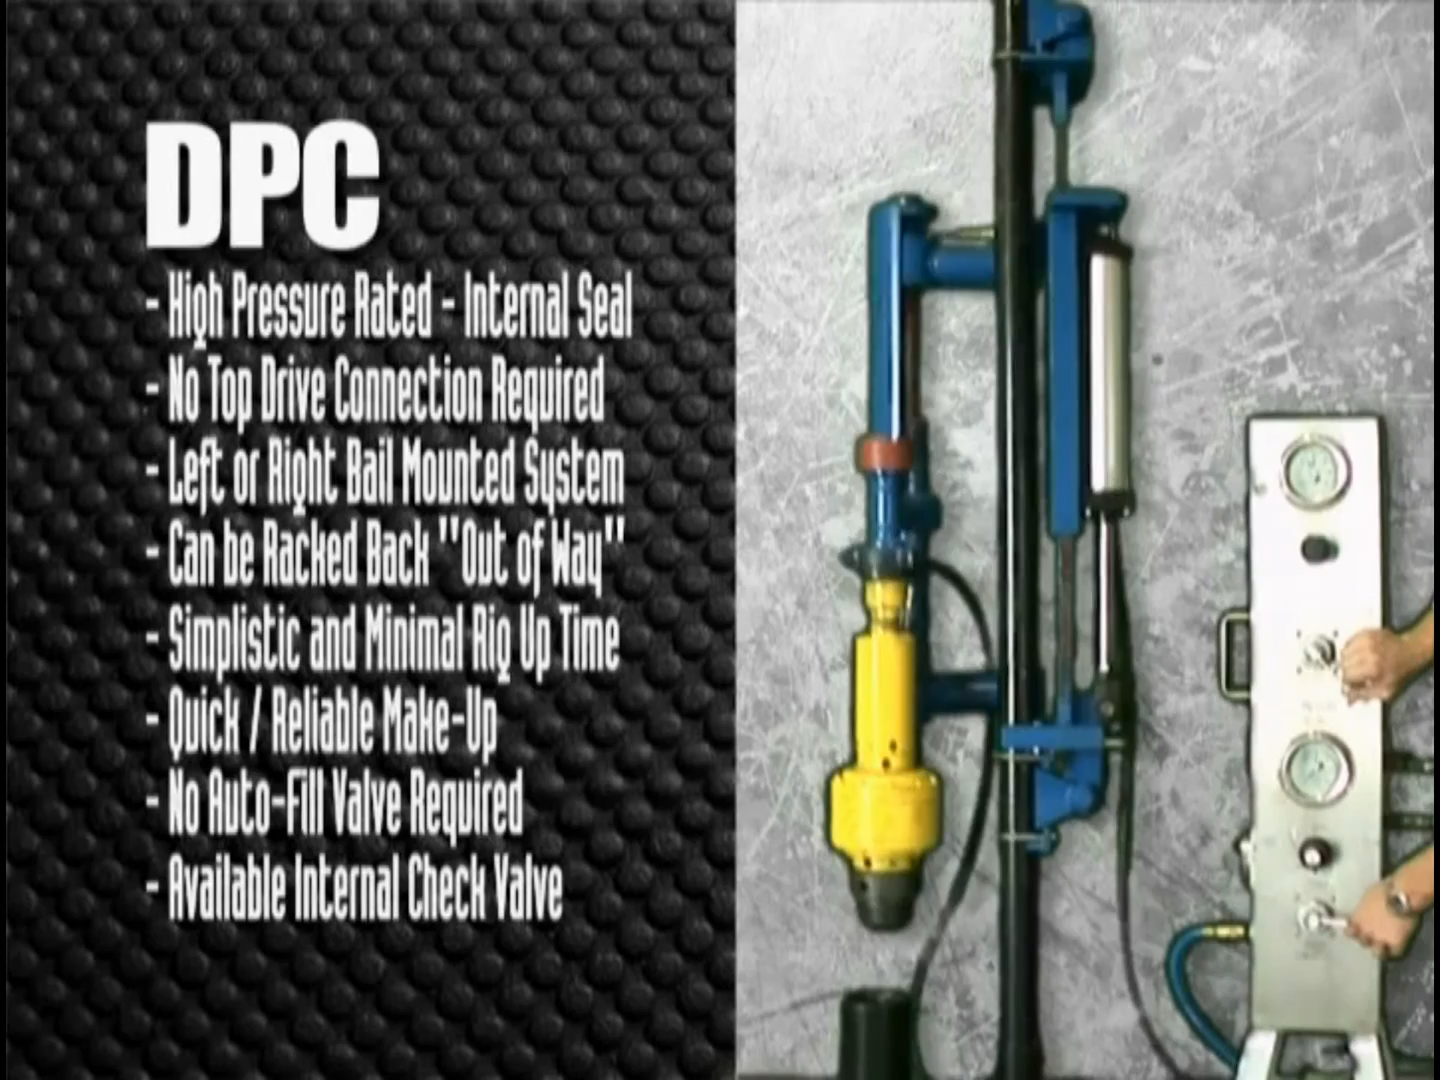 DPC
- High Pressure Rated - Internal Seal
- No Top Drive Connection Required
- Left or Right Bail Mounted System
- Can be Racked Back "Out of Way"
- Simplistic and Minimal Rig Up Time
- Quick / Reliable Make-Up
- No Auto-Fill Valve Required
- Available Internal Check Valve